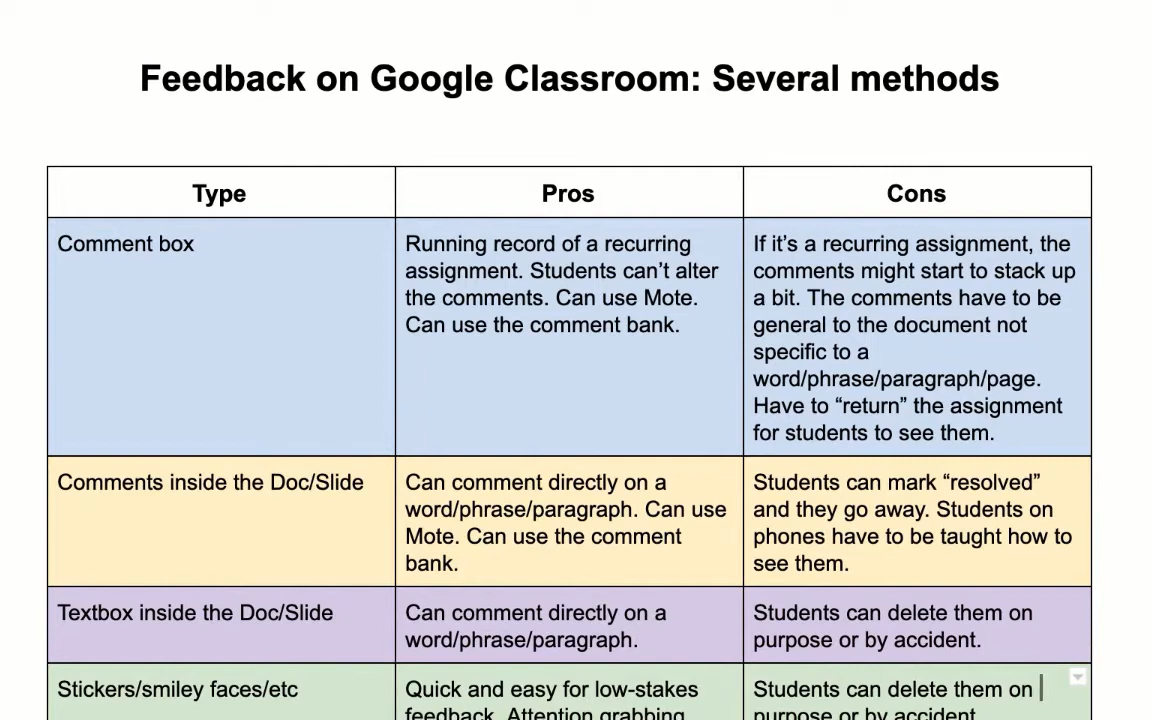 Feedback on Google Classroom: Several methods
Type
Pros
Cons
Comment box
Running record of a recurring
assignment. Students can’t alter
the comments. Can use Mote.
Can use the comment bank.
If it’s a recurring assignment, the
comments might start to stack up
a bit. The comments have to be
general to the document not
specific to a
word/phrase/paragraph/page.
Have to “return” the assignment
for students to see them.
Comments inside the Doc/Slide
Can comment directly on a
word/phrase/paragraph. Can use
Mote. Can use the comment
bank.
Students can mark “resolved”
and they go away. Students on
phones have to be taught how to
see them.
Textbox inside the Doc/Slide
Can comment directly on a
word/phrase/paragraph.
Students can delete them on
purpose or by accident.
Stickers/smiley faces/etc
Quick and easy for low-stakes
feedback. Attention grabbing
Students can delete them on
purpose or by accident